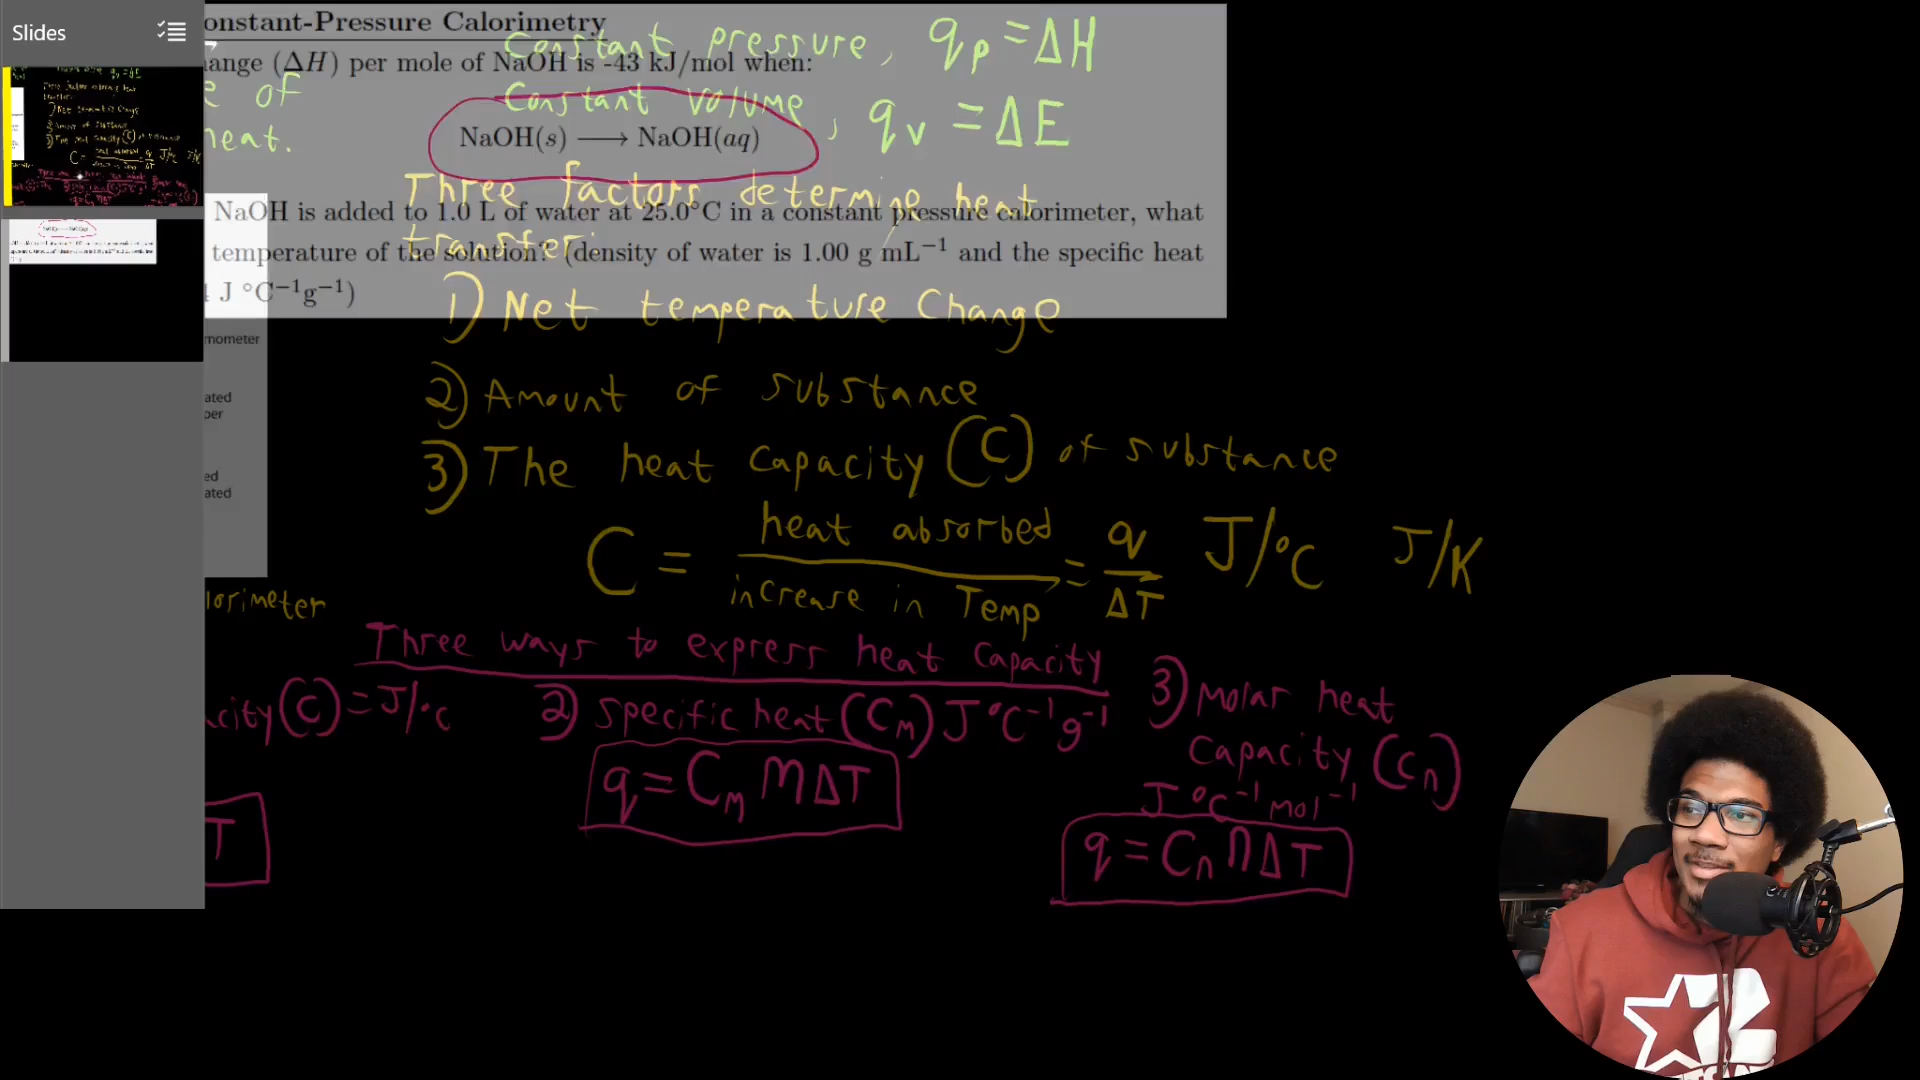 Slides
onstant-Pressure Calorimetry
ange (ΔH) per mole of NaOH is -43 kJ/mol when:
NaOH(s) ⟶ NaOH(aq)
NaOH is added to 1.0 L of water at 25.0°C in a constant pressure calorimeter, what
temperature of the solution? (density of water is 1.00 g mL⁻¹ and the specific heat
J °C⁻¹g⁻¹)
Constant pressure, qp = ΔH
Constant volume, qv = ΔE
e of
heat.
Three factors determine heat
transfer:
1) Net temperature Change
2) Amount of substance
3) The heat capacity (C) of substance
C = heat absorbed / increase in Temp = q / ΔT J/°C J/K
mometer
ated
per
ed
ated
lorimeter
Three ways to express heat capacity
acity (C) = J/°C
2) Specific heat (Cm) J°C⁻¹g⁻¹
q = Cm m ΔT
3) Molar heat
Capacity (Cn)
J °C⁻¹ mol⁻¹
q = Cn n ΔT
T